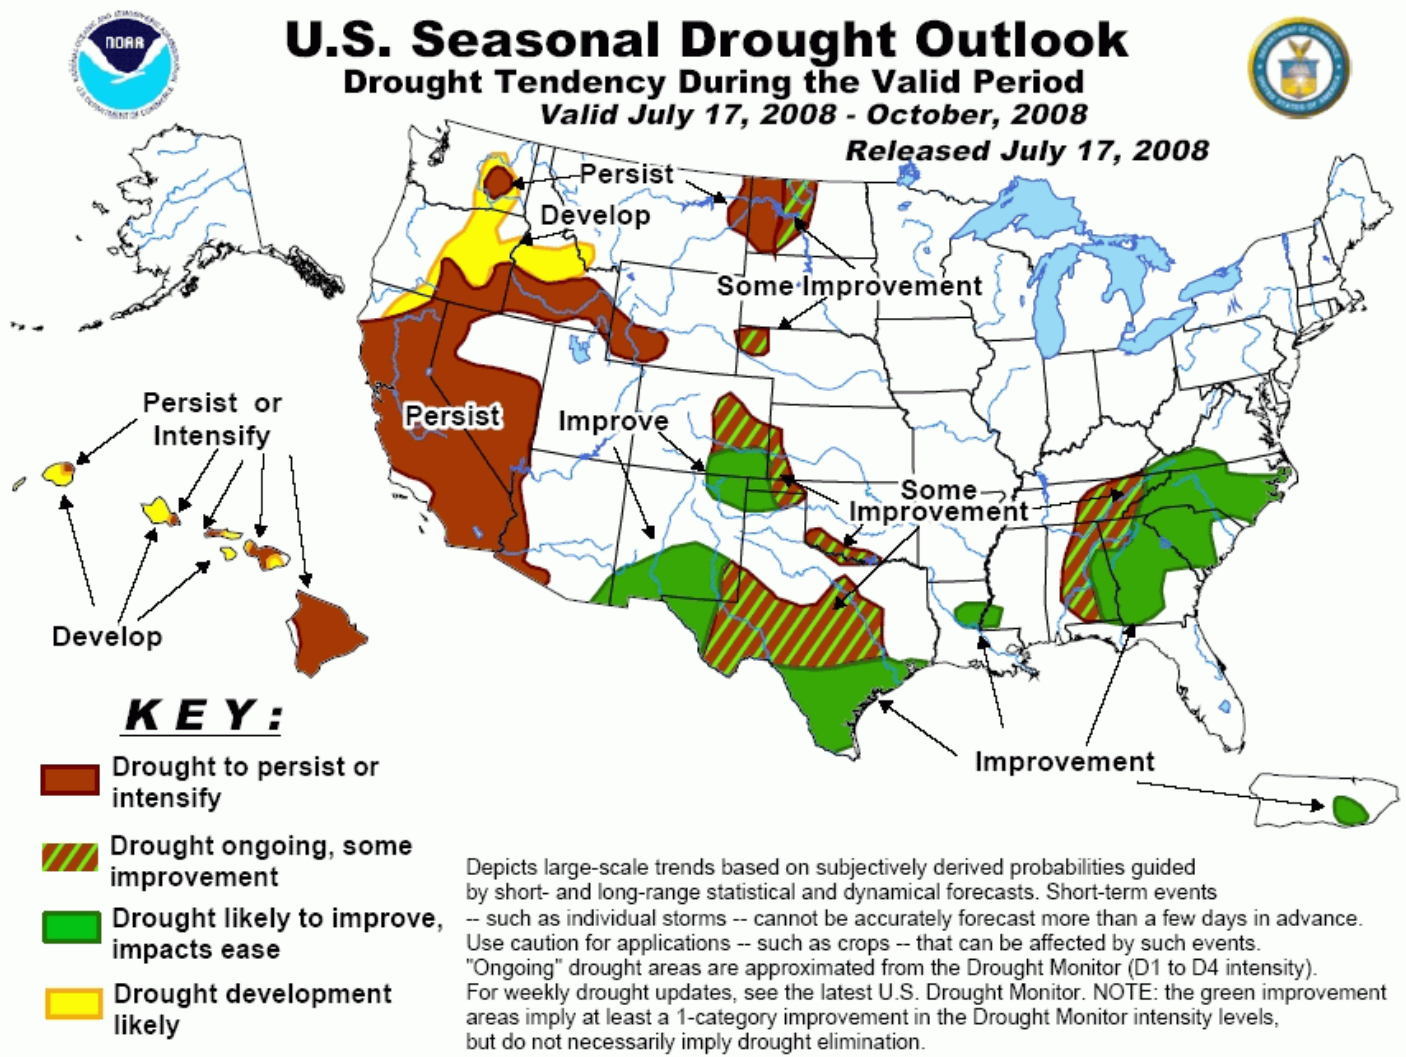 NOAA
U.S. Seasonal Drought Outlook
Drought Tendency During the Valid Period
Valid July 17, 2008 - October, 2008
Released July 17, 2008
DEPARTMENT OF COMMERCE
UNITED STATES OF AMERICA
Persist
Develop
Some Improvement
Persist or
Intensify
Persist
Improve
Some
Improvement
Develop
Improvement
KEY:
Drought to persist or
intensify
Drought ongoing, some
improvement
Drought likely to improve,
impacts ease
Drought development
likely
Depicts large-scale trends based on subjectively derived probabilities guided
by short- and long-range statistical and dynamical forecasts. Short-term events
-- such as individual storms -- cannot be accurately forecast more than a few days in advance.
Use caution for applications -- such as crops -- that can be affected by such events.
"Ongoing" drought areas are approximated from the Drought Monitor (D1 to D4 intensity).
For weekly drought updates, see the latest U.S. Drought Monitor. NOTE: the green improvement
areas imply at least a 1-category improvement in the Drought Monitor intensity levels,
but do not necessarily imply drought elimination.